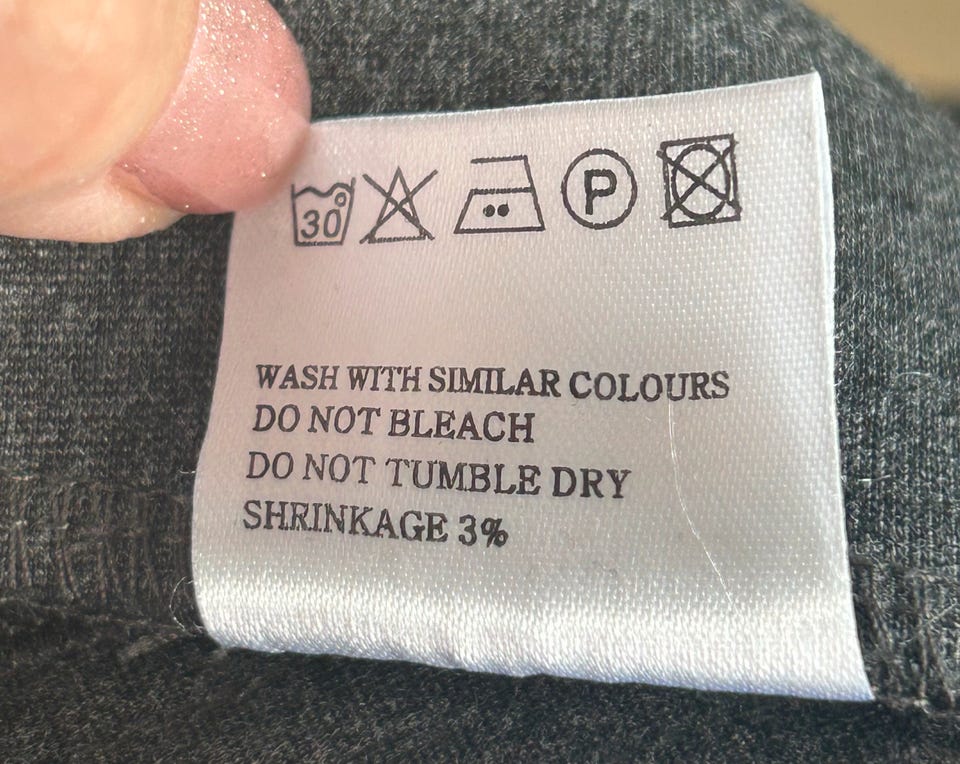 30° P
WASH WITH SIMILAR COLOURS
DO NOT BLEACH
DO NOT TUMBLE DRY
SHRINKAGE 3%